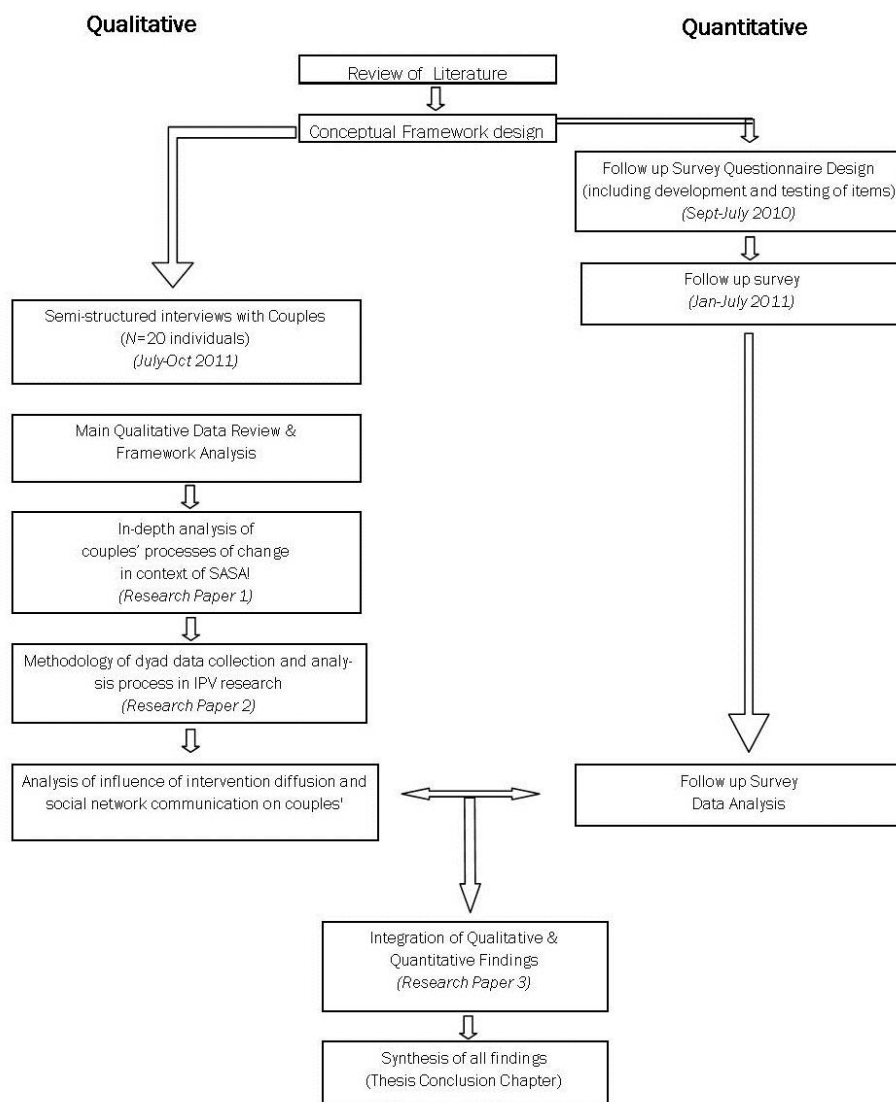 Qualitative
Quantitative
Review of Literature
Conceptual Framework design
Follow up Survey Questionnaire Design
(including development and testing of items)
(Sept-July 2010)
Follow up survey
(Jan-July 2011)
Semi-structured interviews with Couples
(N=20 individuals)
(July-Oct 2011)
Main Qualitative Data Review &
Framework Analysis
In-depth analysis of
couples' processes of change
in context of SASA!
(Research Paper 1)
Methodology of dyad data collection and analy-
sis process in IPV research
(Research Paper 2)
Analysis of influence of intervention diffusion and
social network communication on couples'
Follow up Survey
Data Analysis
Integration of Qualitative &
Quantitative Findings
(Research Paper 3)
Synthesis of all findings
(Thesis Conclusion Chapter)